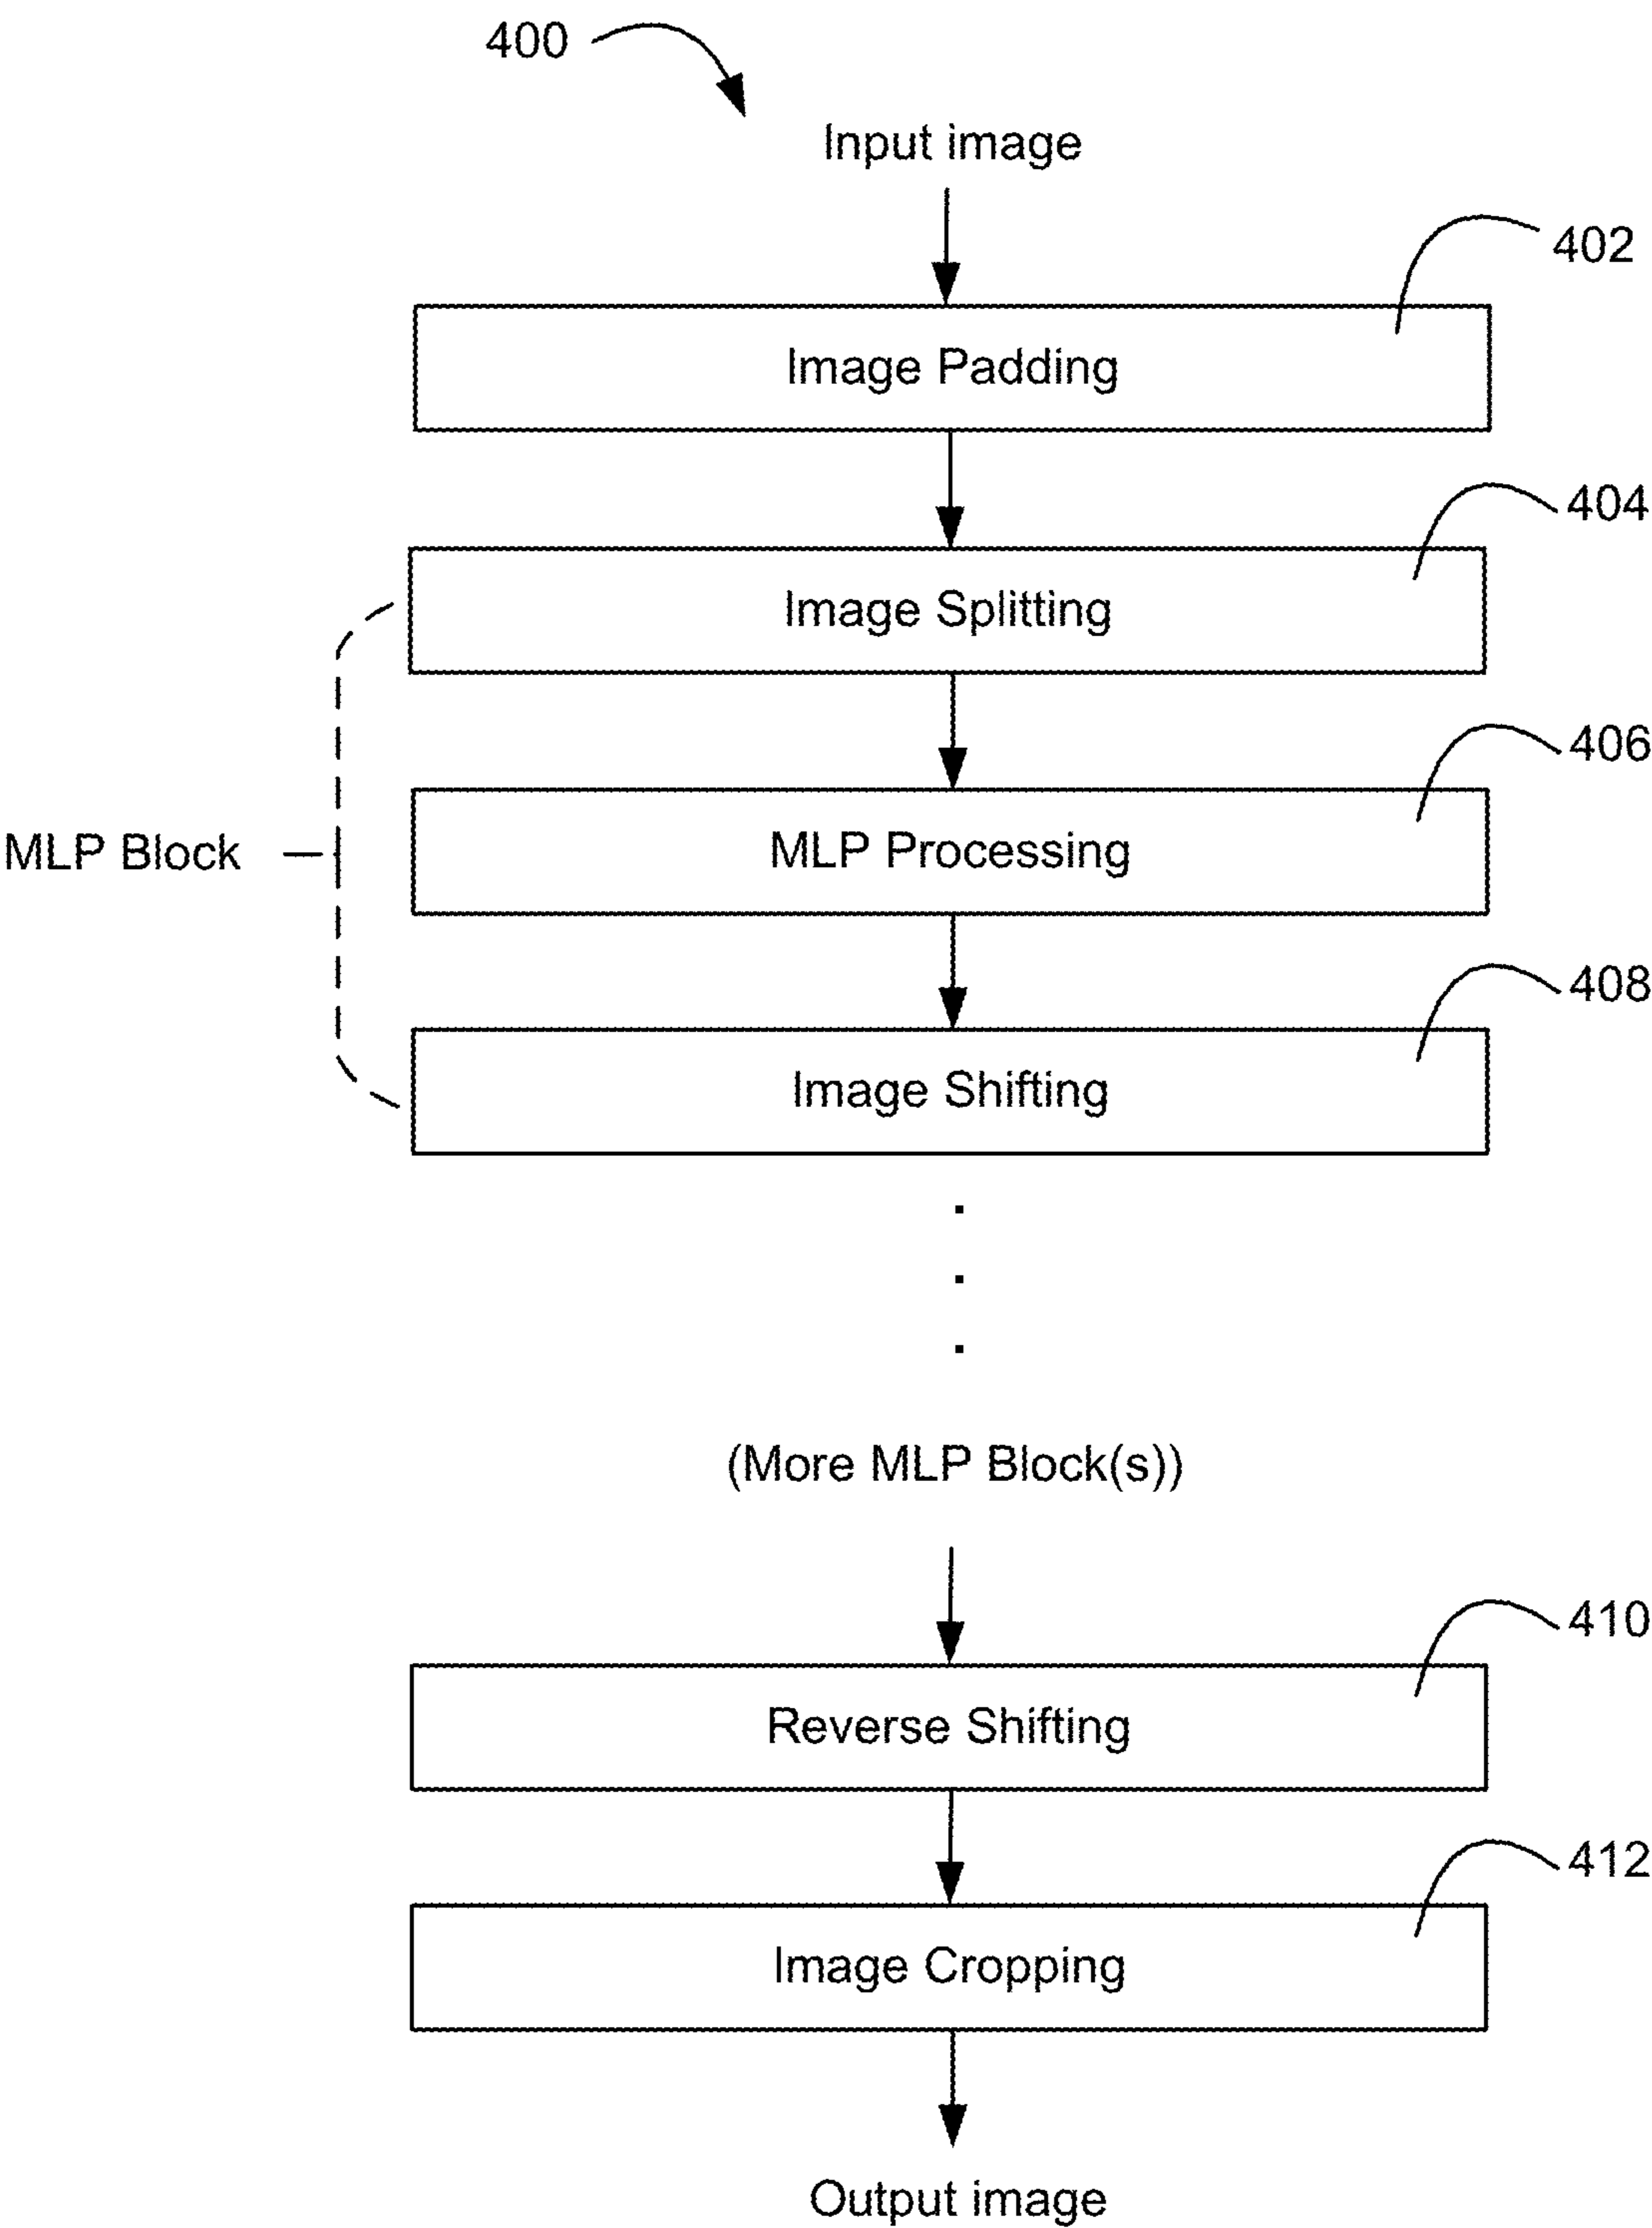 400
Input image
402
Image Padding
404
Image Splitting
406
MLP Block
MLP Processing
408
Image Shifting
(More MLP Block(s))
410
Reverse Shifting
412
Image Cropping
Output image